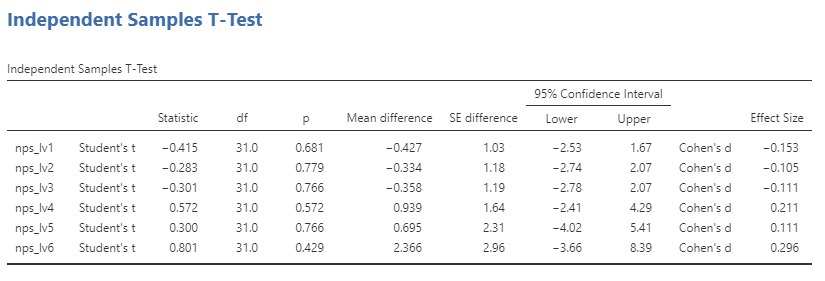 Independent Samples T-Test
Independent Samples T-Test
95% Confidence Interval
Statistic df p Mean difference SE difference Lower Upper Effect Size
nps_lv1 Student's t −0.415 31.0 0.681 −0.427 1.03 −2.53 1.67 Cohen's d −0.153
nps_lv2 Student's t −0.283 31.0 0.779 −0.334 1.18 −2.74 2.07 Cohen's d −0.105
nps_lv3 Student's t −0.301 31.0 0.766 −0.358 1.19 −2.78 2.07 Cohen's d −0.111
nps_lv4 Student's t 0.572 31.0 0.572 0.939 1.64 −2.41 4.29 Cohen's d 0.211
nps_lv5 Student's t 0.300 31.0 0.766 0.695 2.31 −4.02 5.41 Cohen's d 0.111
nps_lv6 Student's t 0.801 31.0 0.429 2.366 2.96 −3.66 8.39 Cohen's d 0.296